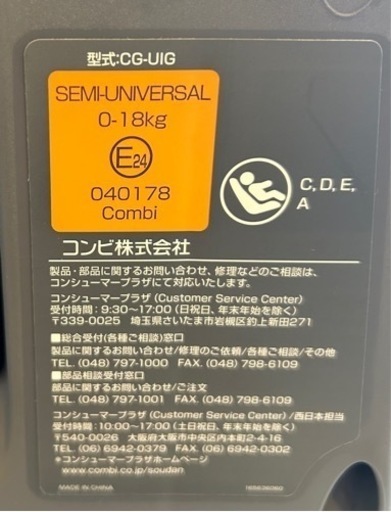 型式:CG-UIG
SEMI-UNIVERSAL
0-18kg
E24
040178
Combi
C, D, E,
A
コンビ株式会社
製品・部品に関するお問い合わせ、修理などのご相談は、
コンシューマープラザにて対応いたします。
コンシューマープラザ (Customer Service Center)
受付時間：9:30~17:00 (日祝日、年末年始を除く)
〒339-0025 埼玉県さいたま市岩槻区釣上新田271
■総合受付(各種ご相談)窓口
製品に関するお問い合わせ/修理のご依頼/各種ご相談/その他
TEL. (048) 797-1000 FAX. (048) 798-6109
■部品相談受付窓口
部品に関するお問い合わせ/ご注文
TEL. (048) 797-1001 FAX. (048) 798-6109
コンシューマープラザ (Customer Service Center) /西日本担当
受付時間：10:00~17:00 (土日祝日、年末年始を除く)
〒540-0026 大阪府大阪市中央区内本町2-4-16
TEL. (06) 6942-0379 FAX. (06) 6942-0302
*コンシューマープラザホームページ
www.combi.co.jp/soudan
MADE IN CHINA